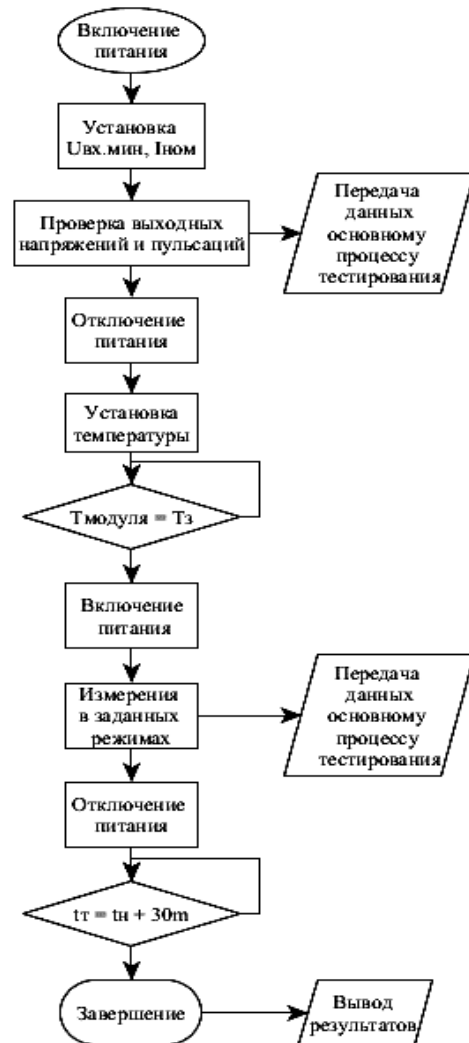 Включение
питания
Установка
Uвх.мин, Iном
Проверка выходных
напряжений и пульсаций
Передача
данных
основному
процессу
тестирования
Отключение
питания
Установка
температуры
Тмодуля = Тз
Включение
питания
Измерения
в заданных
режимах
Передача
данных
основному
процессу
тестирования
Отключение
питания
tт = tн + 30m
Завершение
Вывод
результатов